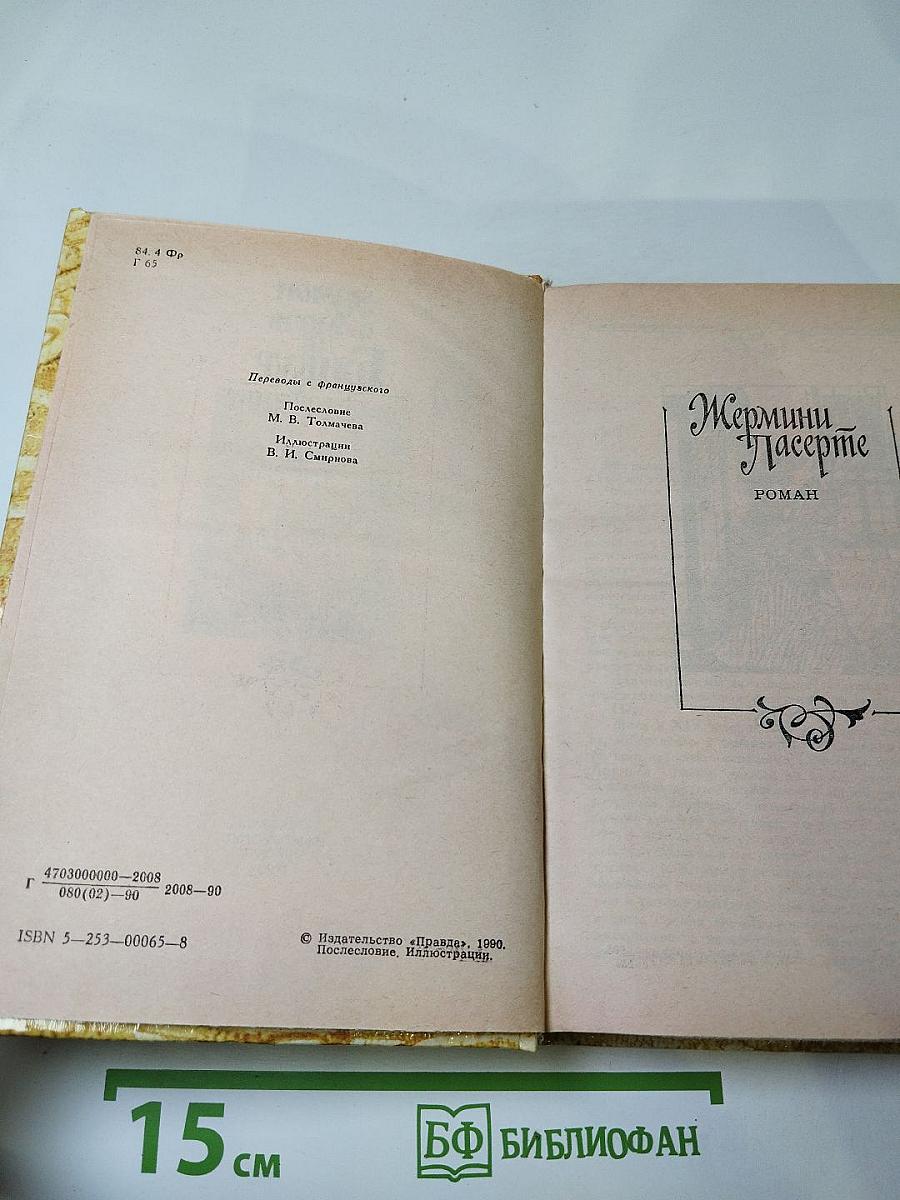 84. 4 Фр
Г 65
Переводы с французского
Послесловие
М. В. Толмачева
Иллюстрации
В. И. Смирнова
Г 4703000000—2008
080(02)—90 2008—90
ISBN 5—253—00065—8
© Издательство «Правда», 1990.
Послесловие. Иллюстрации.
Жермини
Ласерте
РОМАН
15 см
БФ БИБЛИОФАН